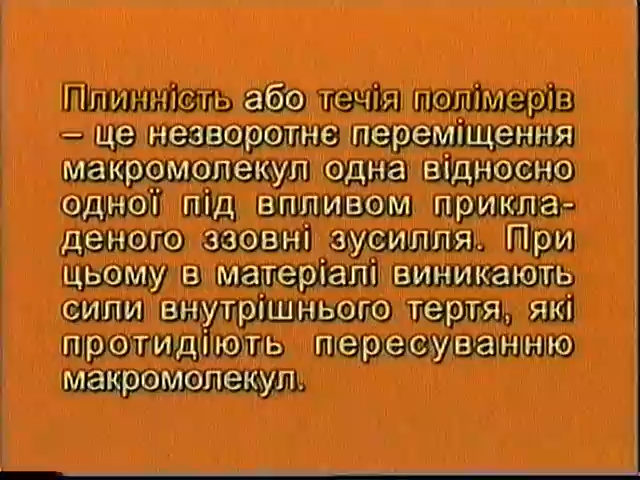 Плинність або течія полімерів
– це незворотнє переміщення
макромолекул одна відносно
одної під впливом прикла-
деного ззовні зусилля. При
цьому в матеріалі виникають
сили внутрішнього тертя, які
протидіють пересуванню
макромолекул.